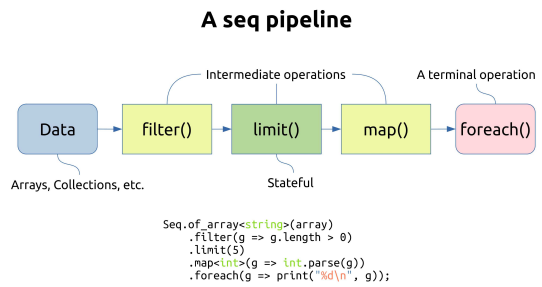 A seq pipeline
Intermediate operations
A terminal operation
Data
filter()
limit()
map()
foreach()
Arrays, Collections, etc.
Stateful
Seq.of_array<string>(array)
    .filter(g => g.length > 0)
    .limit(5)
    .map<int>(g => int.parse(g))
    .foreach(g => print("%d\n", g));